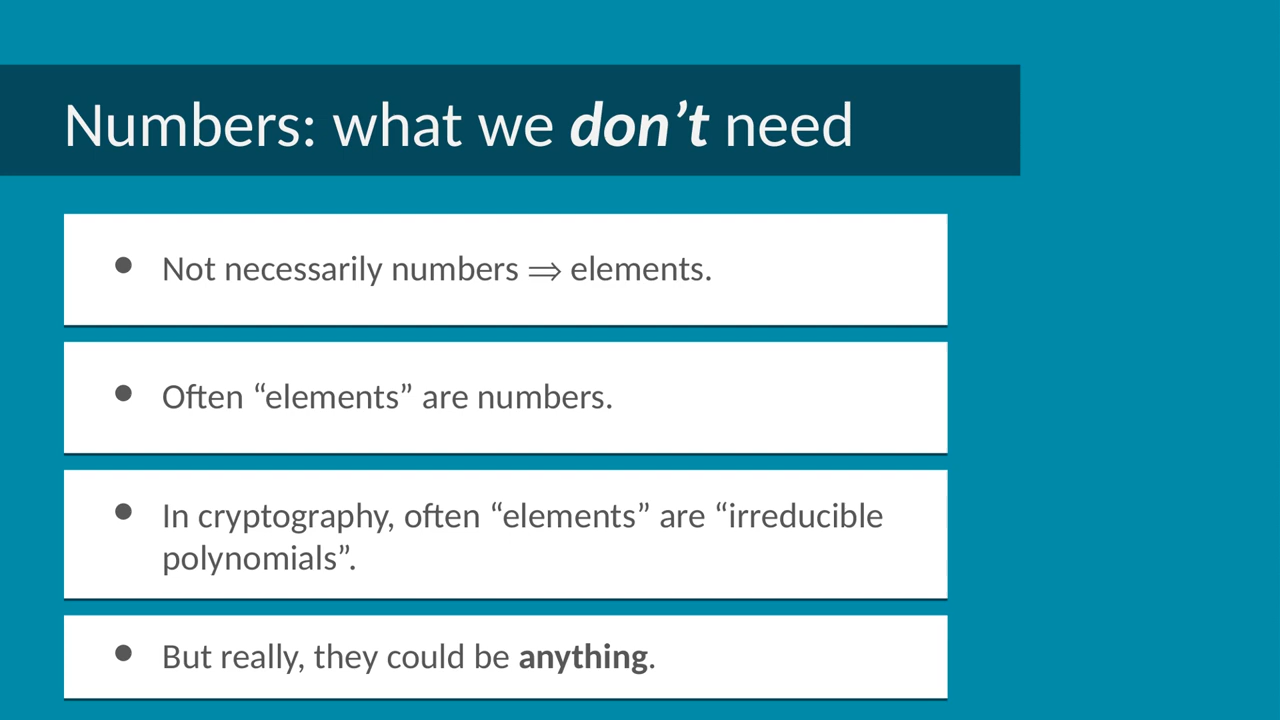 Numbers: what we don’t need
● Not necessarily numbers ⇒ elements.
● Often “elements” are numbers.
● In cryptography, often “elements” are “irreducible
polynomials”.
● But really, they could be anything.